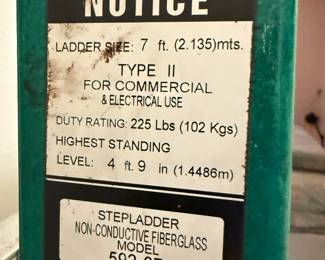 NOTICE
LADDER SIZE: 7 ft. (2.135)mts.
TYPE II
FOR COMMERCIAL
& ELECTRICAL USE
DUTY RATING: 225 Lbs (102 Kgs)
HIGHEST STANDING
LEVEL: 4 ft. 9 in (1.4486m)
STEPLADDER
NON-CONDUCTIVE FIBERGLASS
MODEL